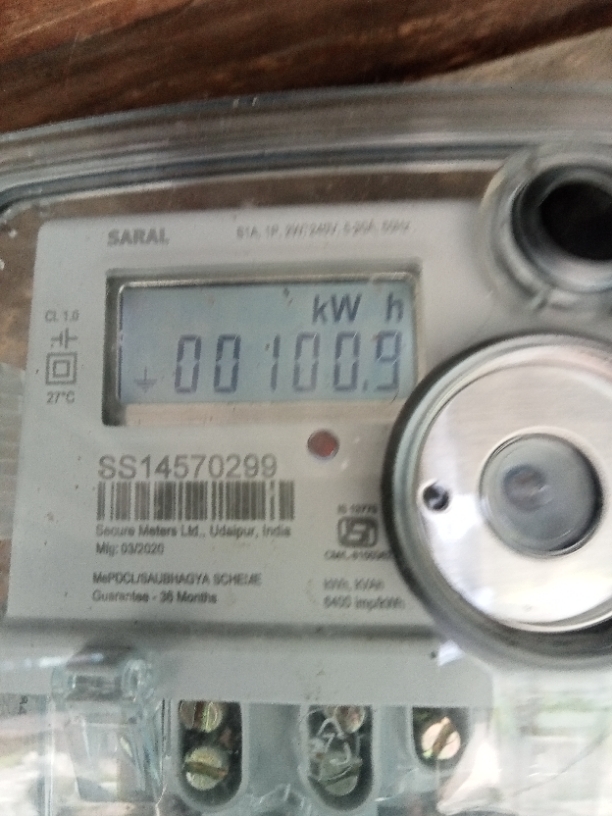 SARAL
kW h
00100.9
CL 1.0
27°C
SS14570299
Secure Meters Ltd., Udaipur, India
Mfg: 03/2020
MePDCL/SAUBHAGYA SCHEME
Guarantee - 36 Months
kWh, kVAh
6400 imp/kWh